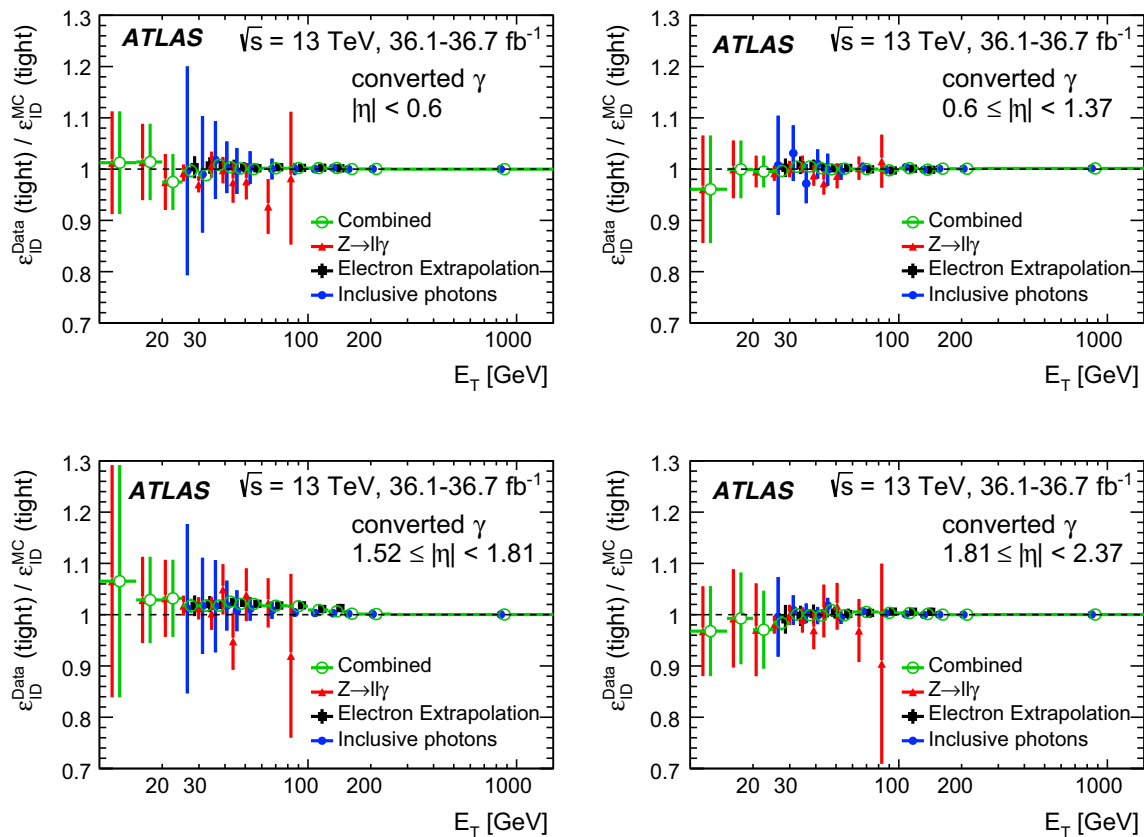 ATLAS √s = 13 TeV, 36.1-36.7 fb⁻¹
converted γ
|η| < 0.6
Combined
Z→llγ
Electron Extrapolation
Inclusive photons
1.3
1.2
1.1
1
0.9
0.8
0.7
20 30 100 200 1000
E_T [GeV]
ε_ID^Data (tight) / ε_ID^MC (tight)
ATLAS √s = 13 TeV, 36.1-36.7 fb⁻¹
converted γ
0.6 ≤ |η| < 1.37
Combined
Z→llγ
Electron Extrapolation
Inclusive photons
1.3
1.2
1.1
1
0.9
0.8
0.7
20 30 100 200 1000
E_T [GeV]
ε_ID^Data (tight) / ε_ID^MC (tight)
ATLAS √s = 13 TeV, 36.1-36.7 fb⁻¹
converted γ
1.52 ≤ |η| < 1.81
Combined
Z→llγ
Electron Extrapolation
Inclusive photons
1.3
1.2
1.1
1
0.9
0.8
0.7
20 30 100 200 1000
E_T [GeV]
ε_ID^Data (tight) / ε_ID^MC (tight)
ATLAS √s = 13 TeV, 36.1-36.7 fb⁻¹
converted γ
1.81 ≤ |η| < 2.37
Combined
Z→llγ
Electron Extrapolation
Inclusive photons
1.3
1.2
1.1
1
0.9
0.8
0.7
20 30 100 200 1000
E_T [GeV]
ε_ID^Data (tight) / ε_ID^MC (tight)